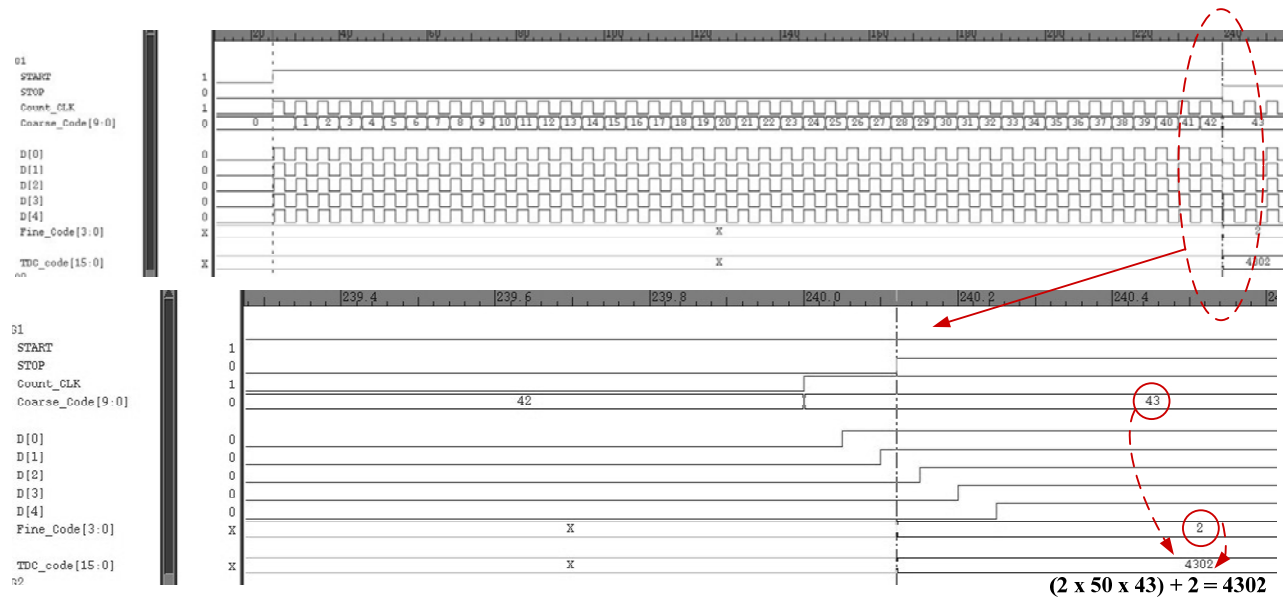 20 40 60 80 100 120 140 160 180 200 220 240
G1
START 1
STOP 0
Count_CLK 1
Coarse_Code[9:0] 0 0 1 2 3 4 5 6 7 8 9 10 11 12 13 14 15 16 17 18 19 20 21 22 23 24 25 26 27 28 29 30 31 32 33 34 35 36 37 38 39 40 41 42 43
D[0] 0
D[1] 0
D[2] 0
D[3] 0
D[4] 0
Fine_Code[3:0] X X 2
TDC_code[15:0] X X 4302
239.4 239.6 239.8 240.0 240.2 240.4
G1
START 1
STOP 0
Count_CLK 1
Coarse_Code[9:0] 0 42 43
D[0] 0
D[1] 0
D[2] 0
D[3] 0
D[4] 0
Fine_Code[3:0] X X 2
TDC_code[15:0] X X 4302
G2
(2 x 50 x 43) + 2 = 4302